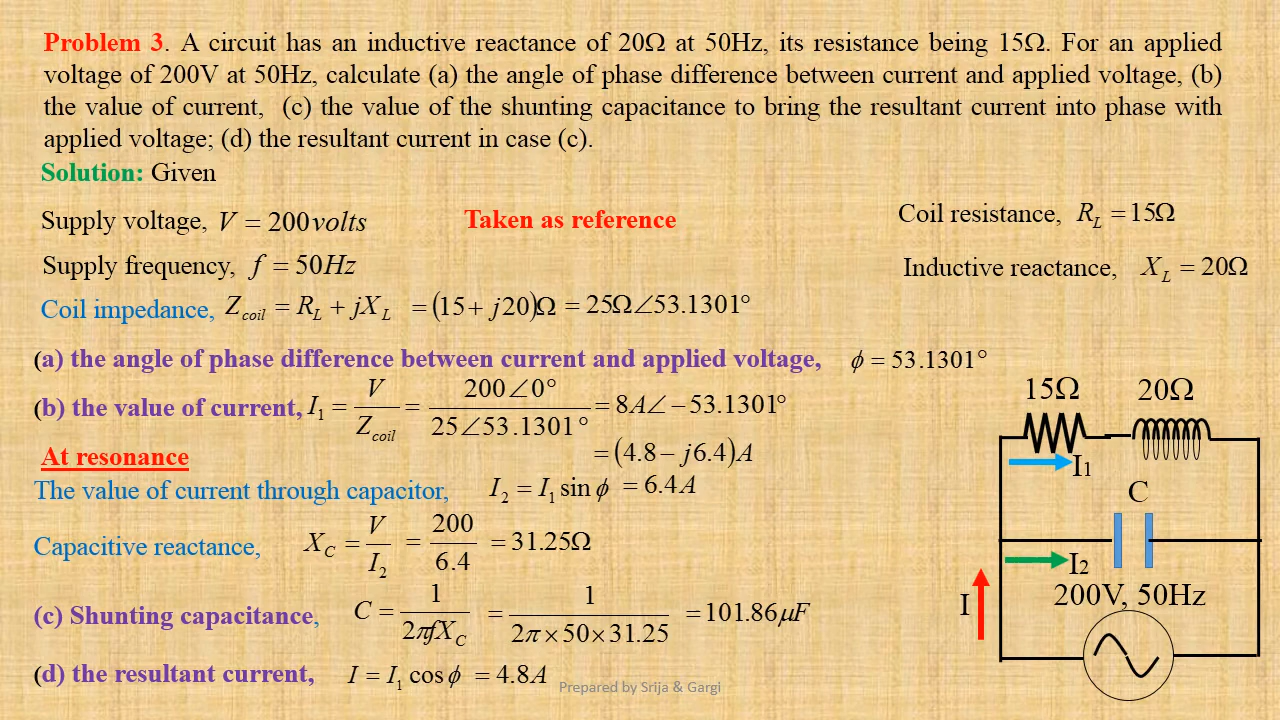 Problem 3. A circuit has an inductive reactance of 20Ω at 50Hz, its resistance being 15Ω. For an applied
voltage of 200V at 50Hz, calculate (a) the angle of phase difference between current and applied voltage, (b)
the value of current, (c) the value of the shunting capacitance to bring the resultant current into phase with
applied voltage; (d) the resultant current in case (c).
Solution: Given
Supply voltage, V = 200volts Taken as reference Coil resistance, R_L = 15Ω
Supply frequency, f = 50Hz Inductive reactance, X_L = 20Ω
Coil impedance, Z_coil = R_L + jX_L = (15 + j20)Ω = 25Ω∠53.1301°
(a) the angle of phase difference between current and applied voltage, ϕ = 53.1301°
(b) the value of current, I_1 = V/Z_coil = 200∠0°/25∠53.1301° = 8A∠−53.1301°
= (4.8 − j6.4)A
At resonance
The value of current through capacitor, I_2 = I_1 sin ϕ = 6.4A
Capacitive reactance, X_C = V/I_2 = 200/6.4 = 31.25Ω
(c) Shunting capacitance, C = 1/2πfX_C = 1/2π×50×31.25 = 101.86μF
(d) the resultant current, I = I_1 cos ϕ = 4.8A
15Ω 20Ω
I1
C
I2
200V, 50Hz
I
Prepared by Srija & Gargi